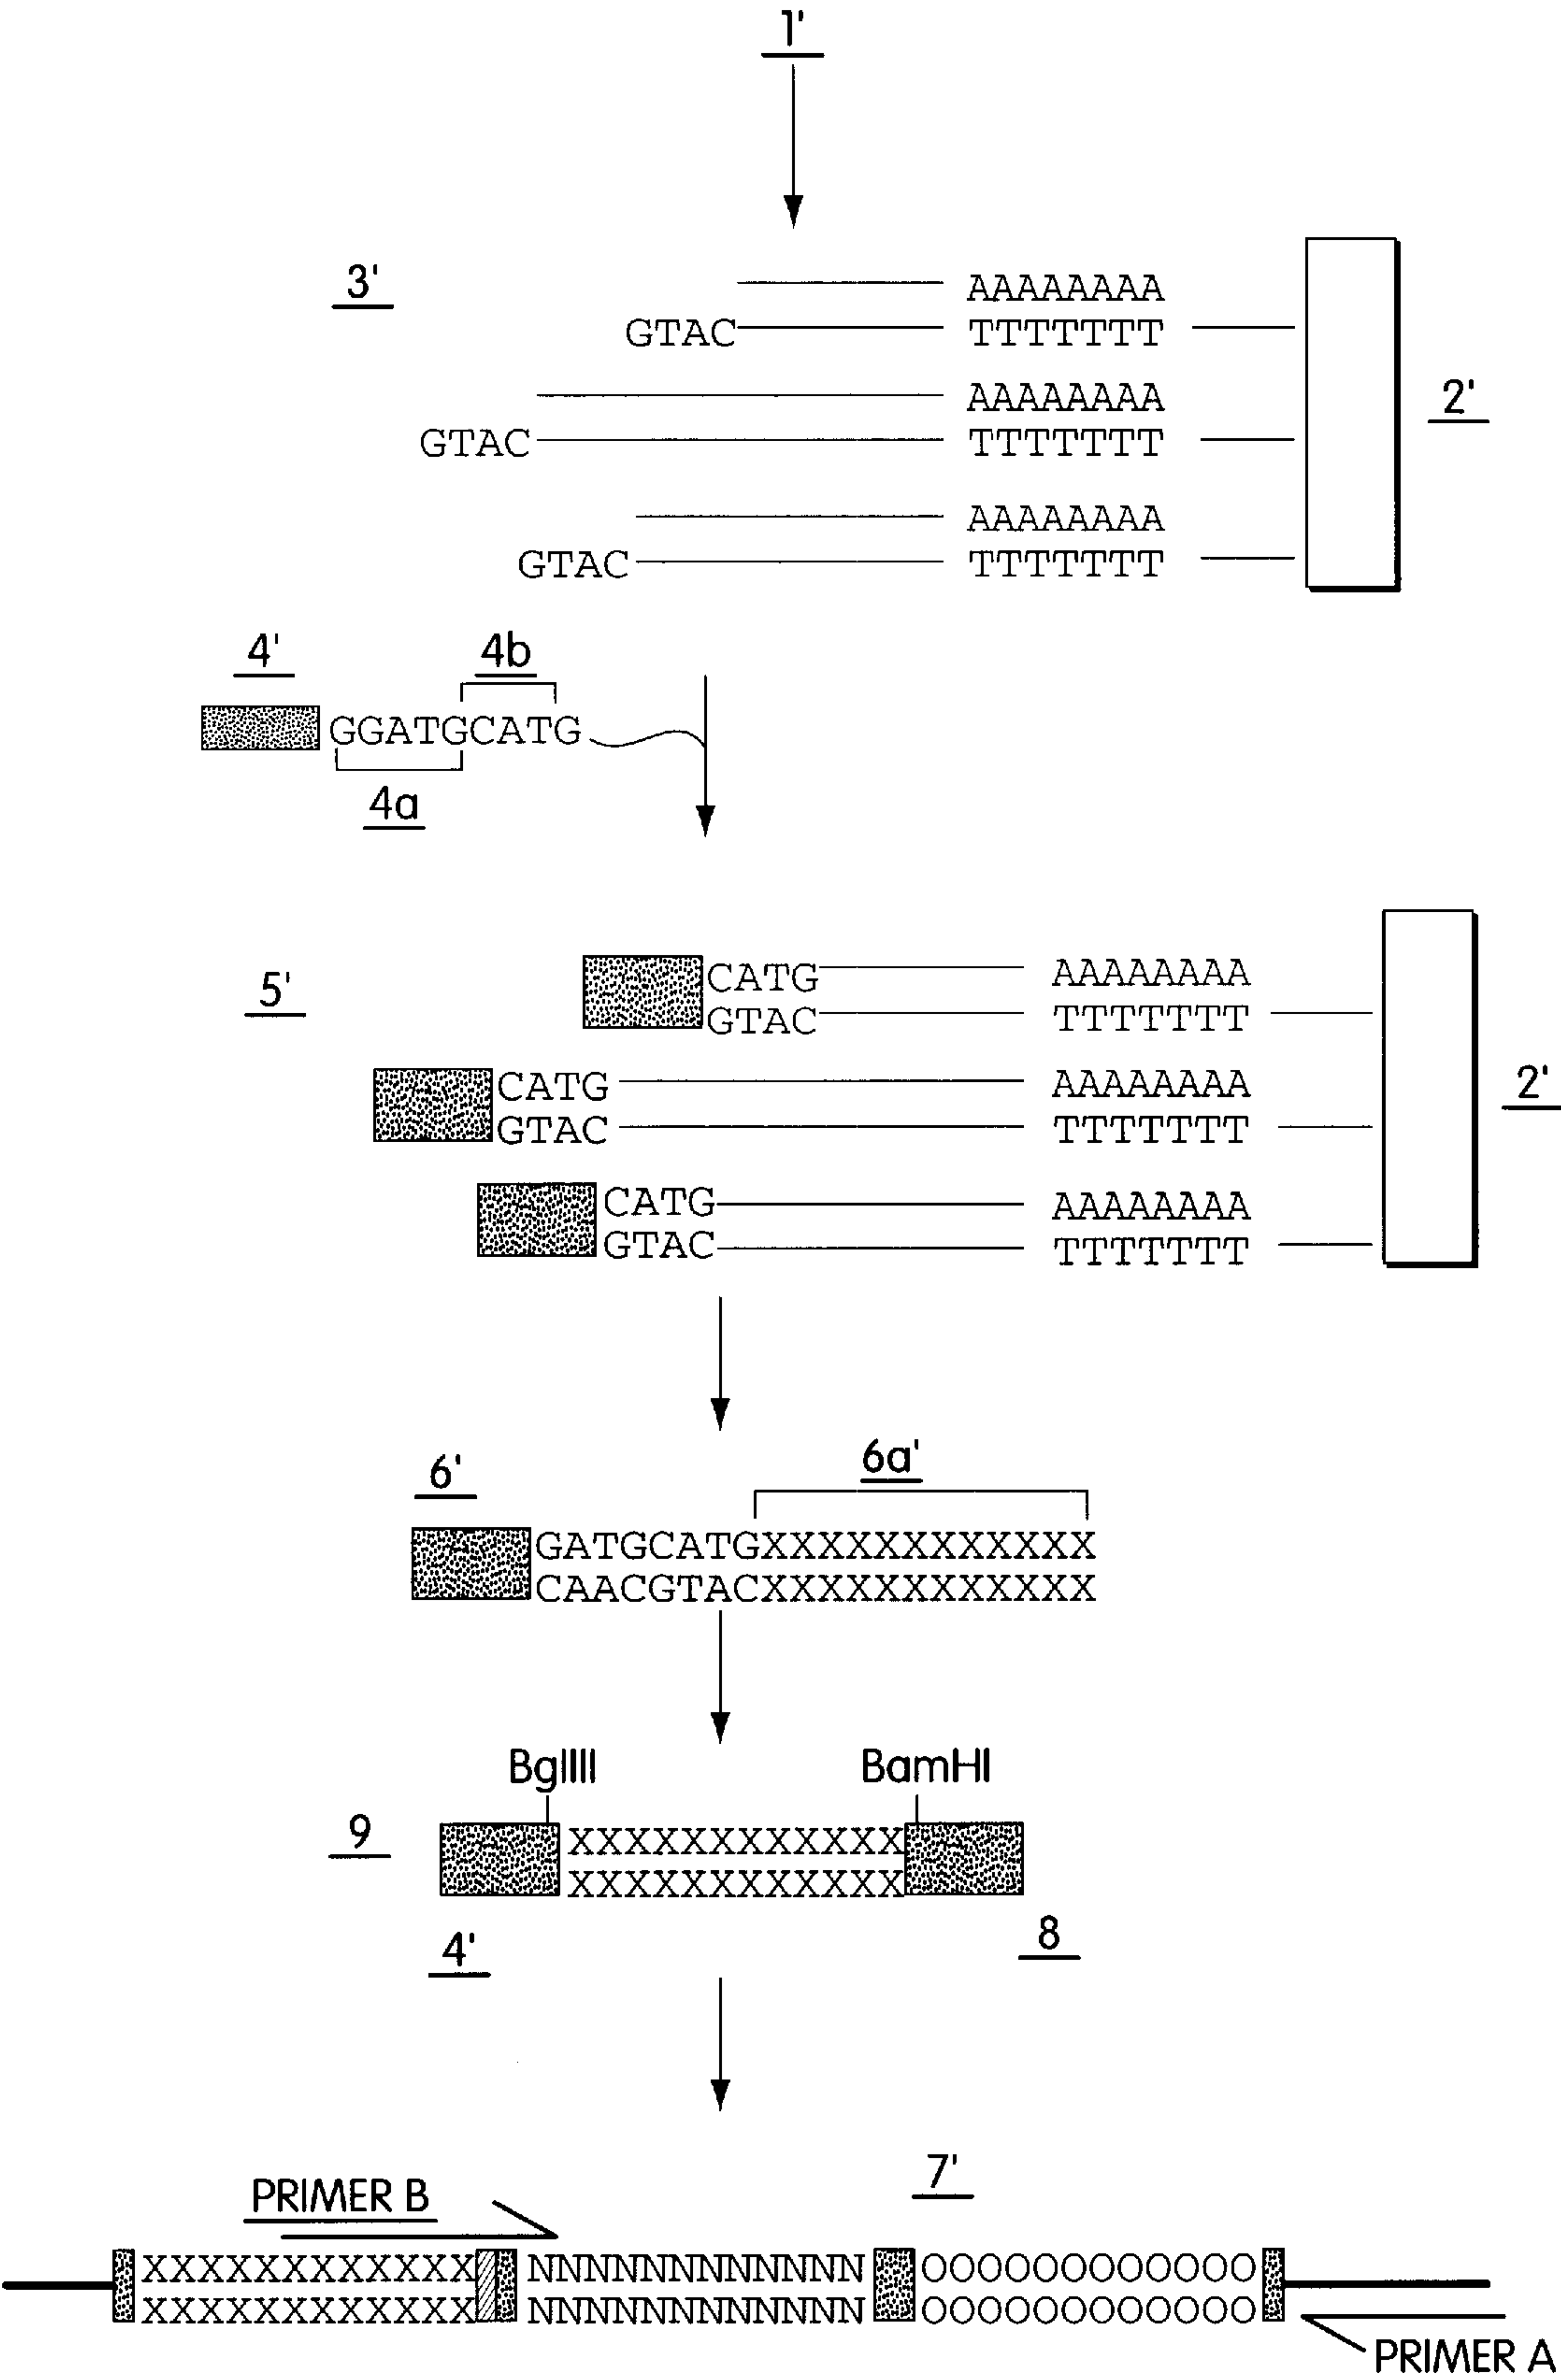 1'
3'
AAAAAAAA
GTAC TTTTTTT
AAAAAAAA
2'
GTAC TTTTTTT
AAAAAAAA
GTAC TTTTTTT
4' 4b
GGATGCATG
4a
5'
CATG AAAAAAAA
GTAC TTTTTTT
CATG AAAAAAAA
2'
GTAC TTTTTTT
CATG AAAAAAAA
GTAC TTTTTTT
6' 6a'
GATGCATGXXXXXXXXXXXX
CAACGTACXXXXXXXXXXXX
BglIII BamHI
9
XXXXXXXXXXXX
XXXXXXXXXXXX
4' 8
7'
PRIMER B
XXXXXXXXXXXX NNNNNNNNNNNN OOOOOOOOOOOO
XXXXXXXXXXXX NNNNNNNNNNNN OOOOOOOOOOOO
PRIMER A